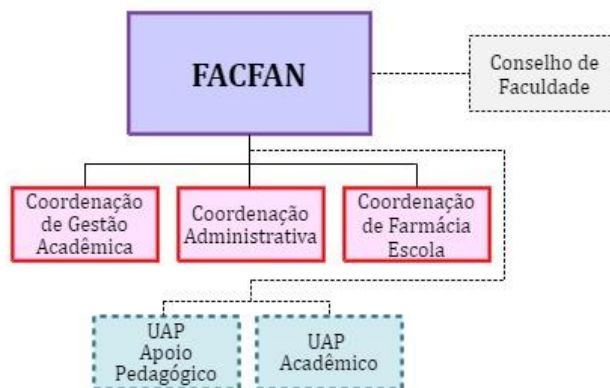 FACFAN
Conselho de
Faculdade
Coordenação
de Gestão
Acadêmica
Coordenação
Administrativa
Coordenação
de Farmácia
Escola
UAP
Apoio
Pedagógico
UAP
Acadêmico